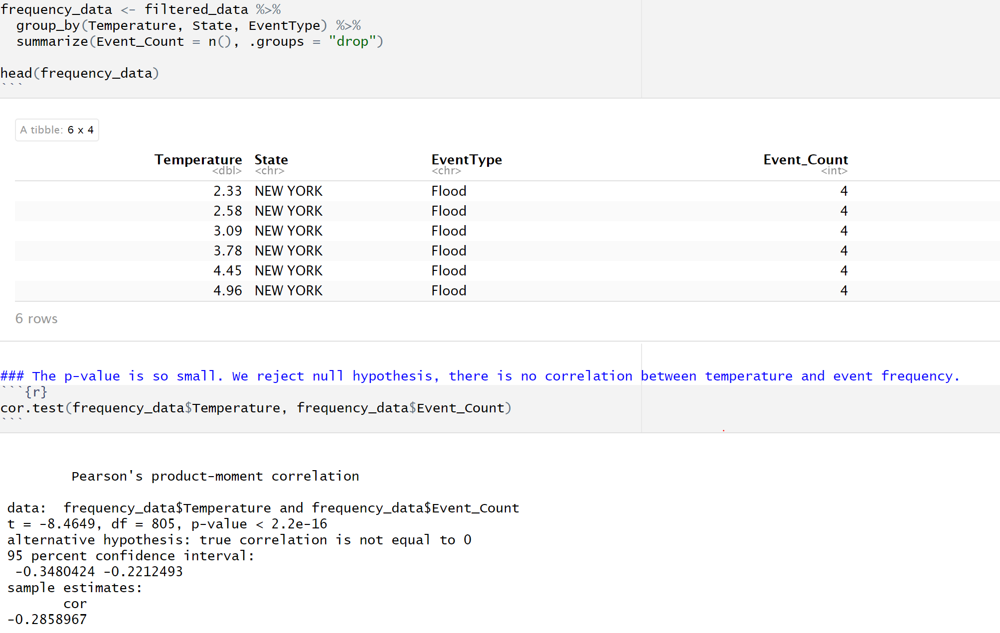 frequency_data <- filtered_data %>%
  group_by(Temperature, State, EventType) %>%
  summarize(Event_Count = n(), .groups = "drop")

head(frequency_data)
```
A tibble: 6 x 4
Temperature State EventType Event_Count
<dbl> <chr> <chr> <int>
2.33 NEW YORK Flood 4
2.58 NEW YORK Flood 4
3.09 NEW YORK Flood 4
3.78 NEW YORK Flood 4
4.45 NEW YORK Flood 4
4.96 NEW YORK Flood 4
6 rows
### The p-value is so small. We reject null hypothesis, there is no correlation between temperature and event frequency.
```{r}
cor.test(frequency_data$Temperature, frequency_data$Event_Count)
```
Pearson's product-moment correlation

data:  frequency_data$Temperature and frequency_data$Event_Count
t = -8.4649, df = 805, p-value < 2.2e-16
alternative hypothesis: true correlation is not equal to 0
95 percent confidence interval:
 -0.3480424 -0.2212493
sample estimates:
       cor
-0.2858967